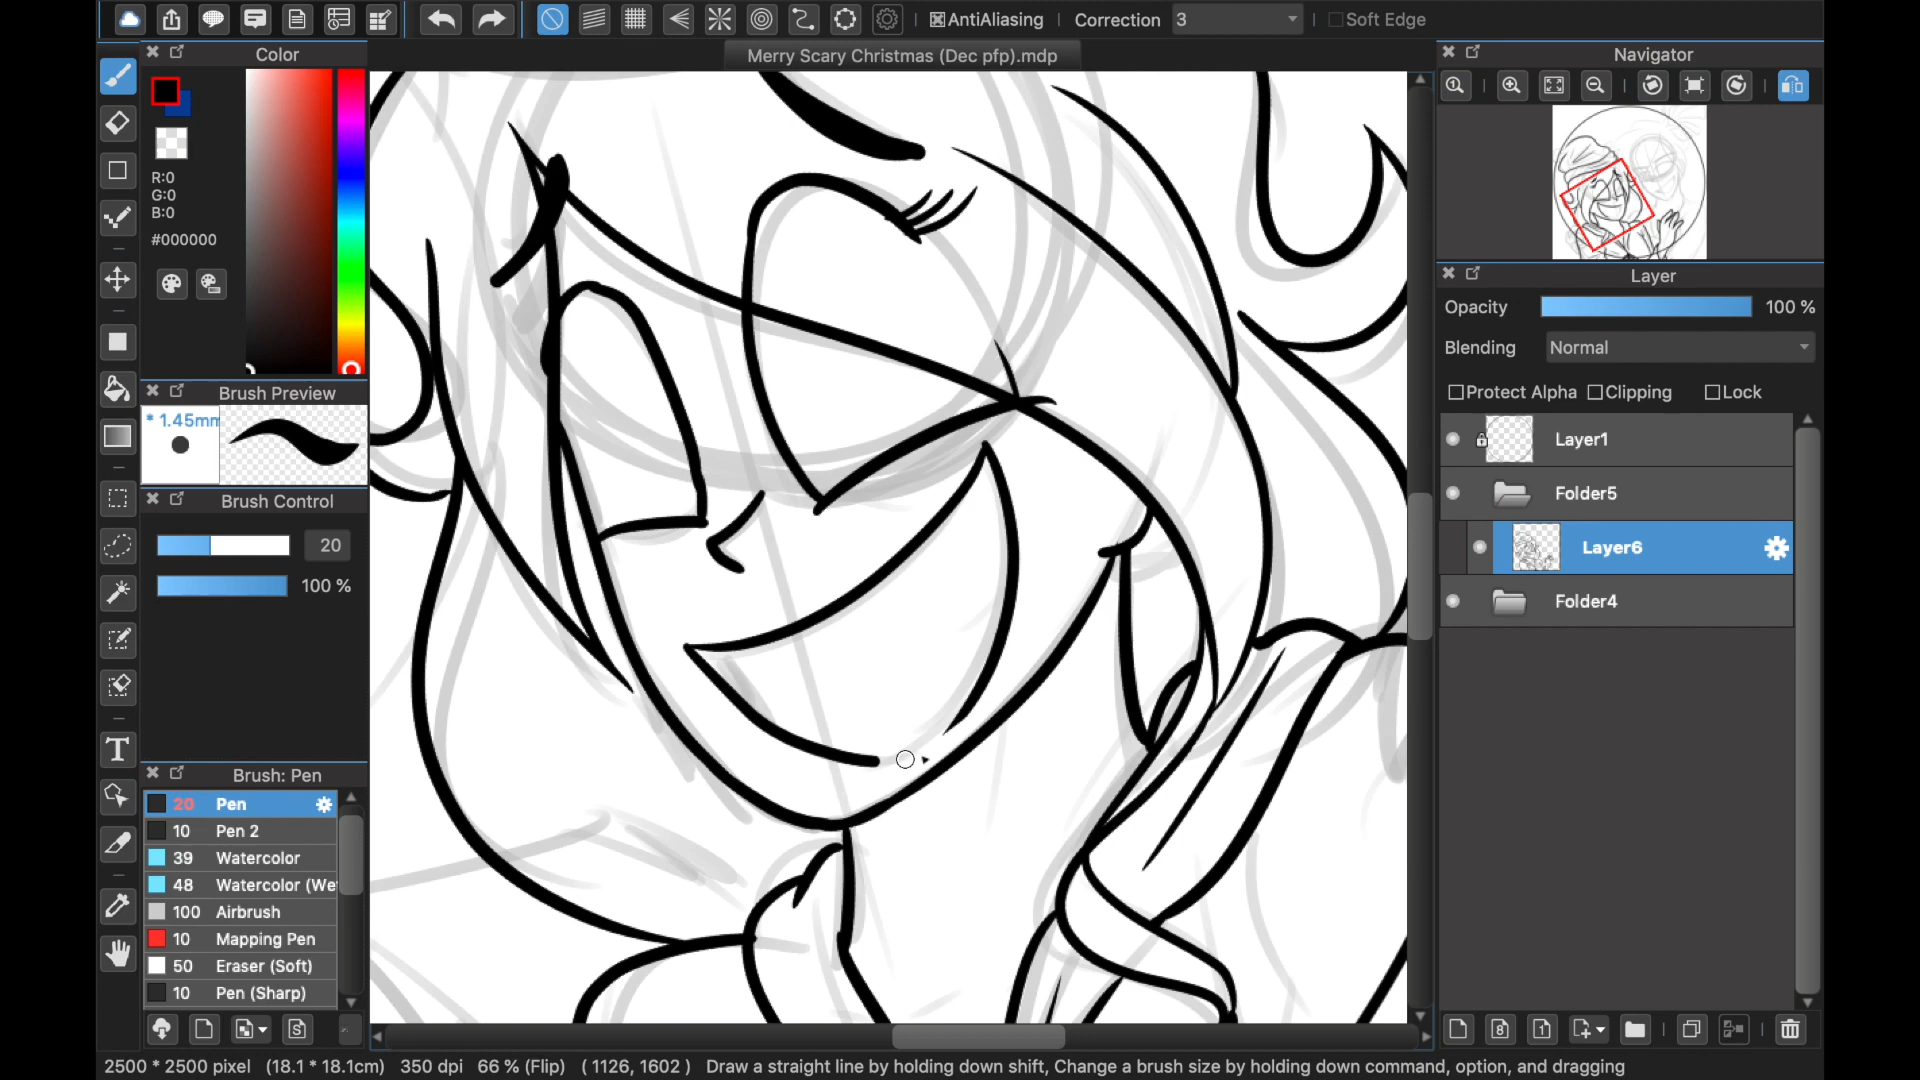 AntiAliasing
Correction
3
Soft Edge
Merry Scary Christmas (Dec pfp).mdp
Color
R:0
G:0
B:0
#000000
Brush Preview
* 1.45mm
Brush Control
20
100 %
Brush: Pen
20 Pen
10 Pen 2
39 Watercolor
48 Watercolor (We
100 Airbrush
10 Mapping Pen
50 Eraser (Soft)
10 Pen (Sharp)
T
Navigator
Layer
Opacity 100 %
Blending Normal
Protect Alpha Clipping Lock
Layer1
Folder5
Layer6
Folder4
2500 * 2500 pixel (18.1 * 18.1cm) 350 dpi 66 % (Flip) ( 1126, 1602 ) Draw a straight line by holding down shift, Change a brush size by holding down command, option, and dragging